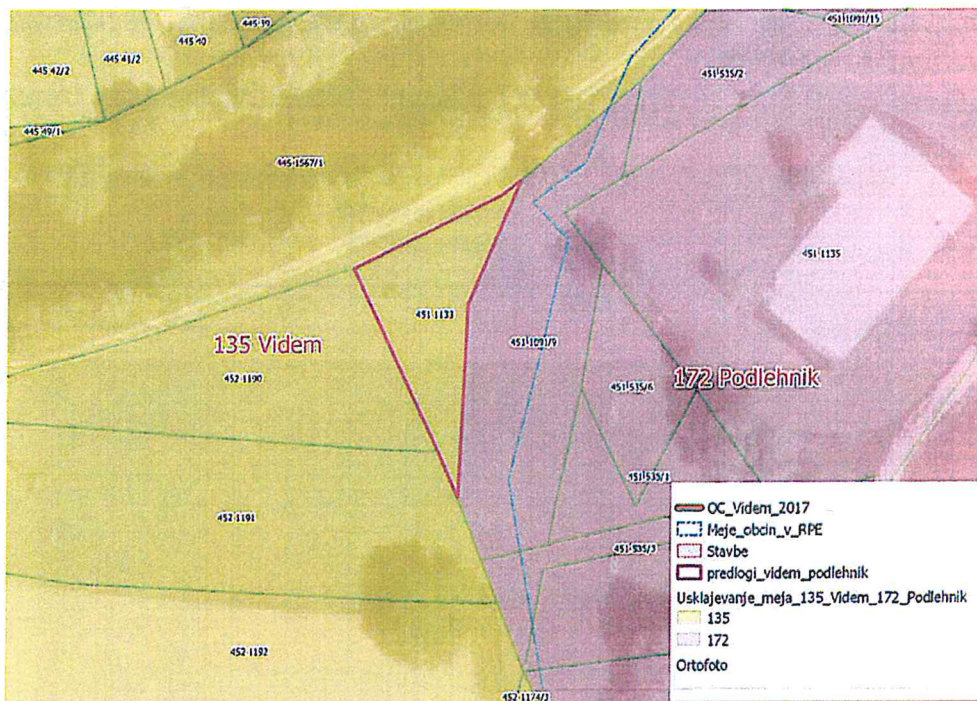 445 39
451 1091/15
445 40
445 41/2
445 42/2
451 535/2
445 49/1
445 1567/1
451 1135
451 1133
135 Videm
451 1091/9
452 1190
172 Podlehnik
451 535/6
451 535/1
OC_Videm_2017
Meje_obcin_v_RPE
452 1191
451 535/3
Stavbe
predlogi_videm_podlehnik
Usklajevanje_meja_135_Videm_172_Podlehnik
135
172
452 1192
Ortofoto
452 1174/3